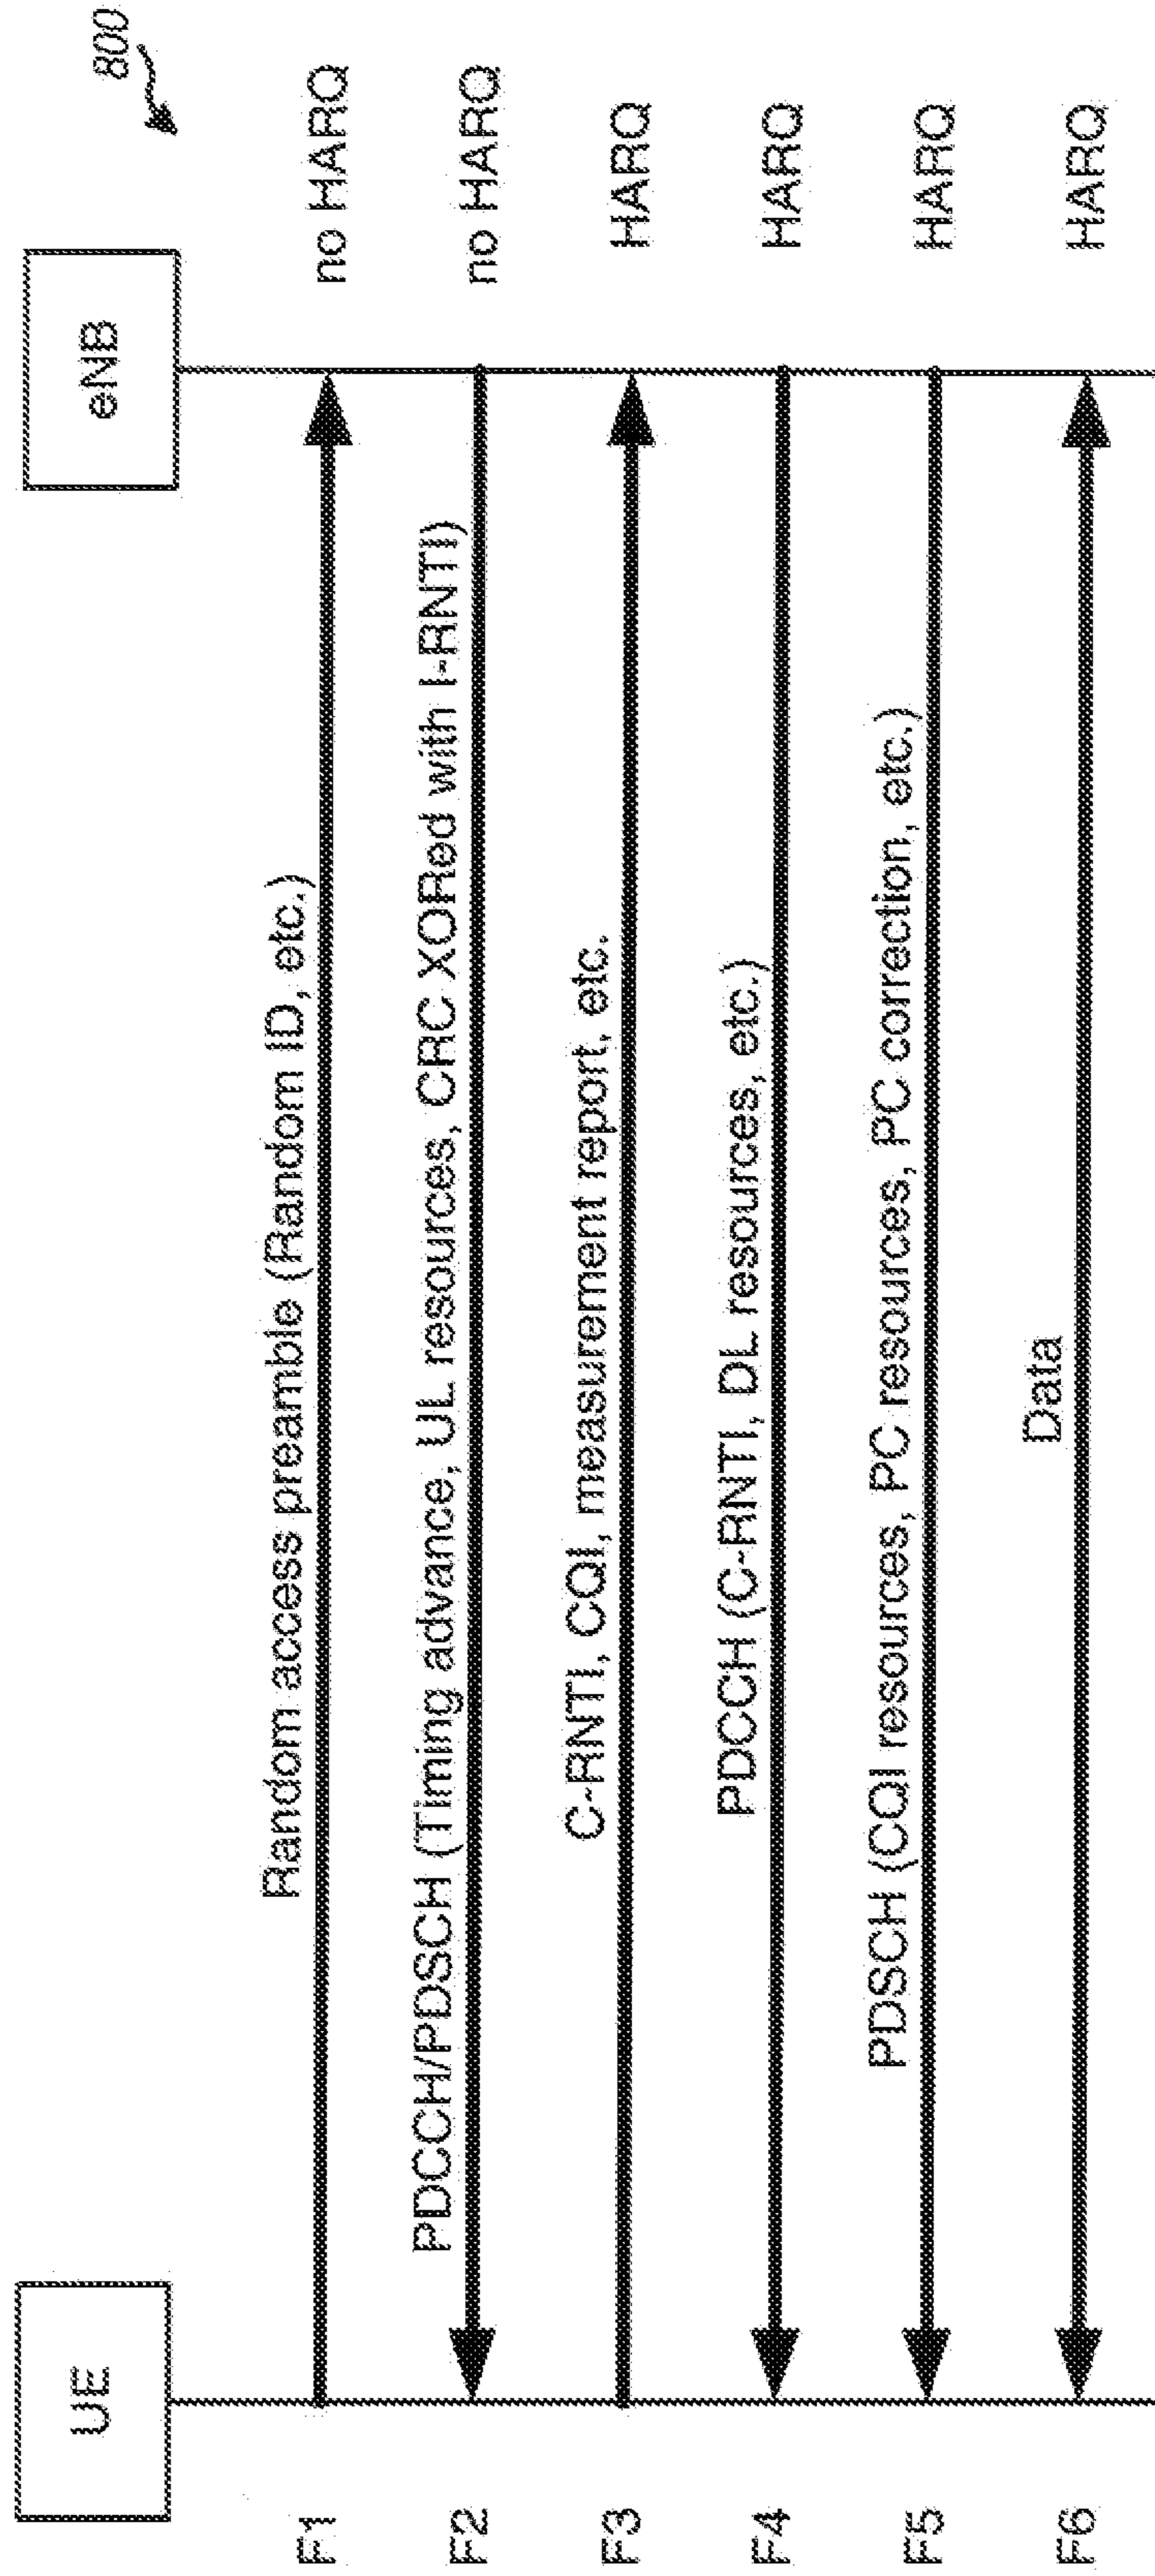 800
UE
eNB
F1
Random access preamble (Random ID, etc.)
no HARQ
F2
PDCCH/PDSCH (Timing advance, UL resources, CRC XORed with I-RNTI)
no HARQ
F3
C-RNTI, CQI, measurement report, etc.
HARQ
F4
PDCCH (C-RNTI, DL resources, etc.)
HARQ
F5
PDSCH (CQI resources, PC resources, PC correction, etc.)
HARQ
F6
Data
HARQ